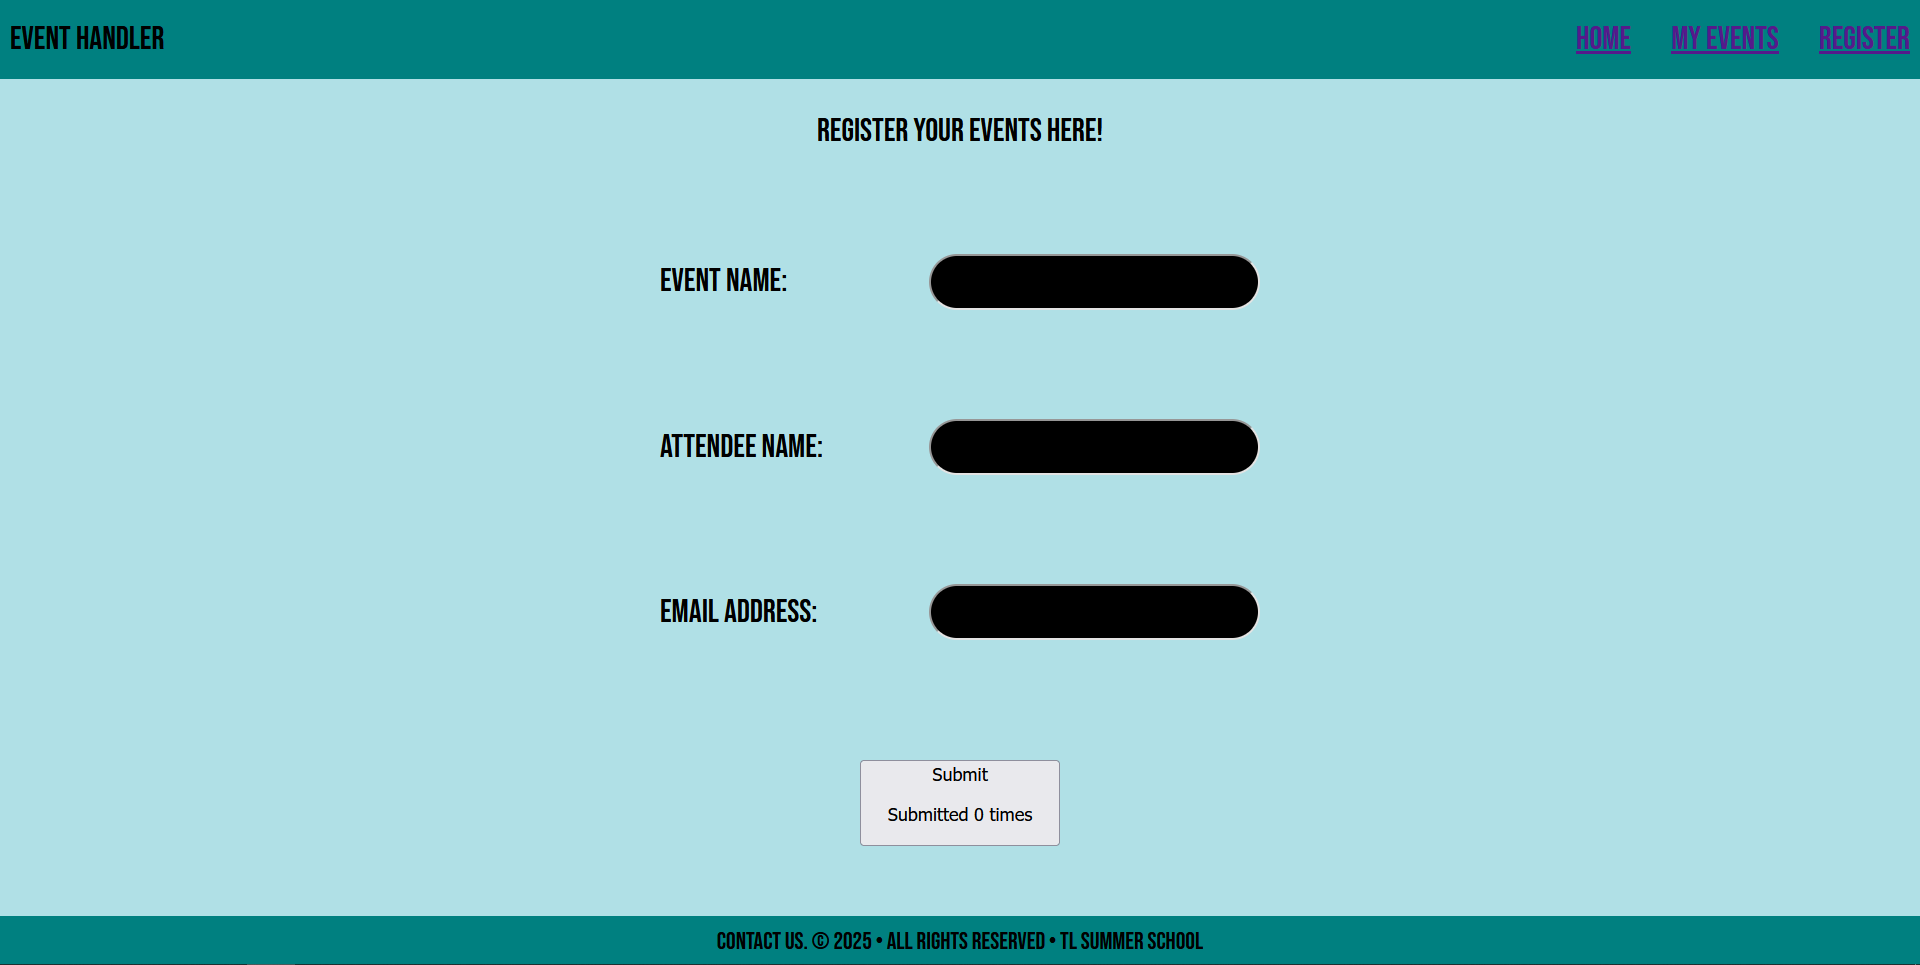 EVENT HANDLER
HOME MY EVENTS REGISTER
REGISTER YOUR EVENTS HERE!
EVENT NAME:
ATTENDEE NAME:
EMAIL ADDRESS:
Submit
Submitted 0 times
CONTACT US. © 2025 • ALL RIGHTS RESERVED • TL SUMMER SCHOOL